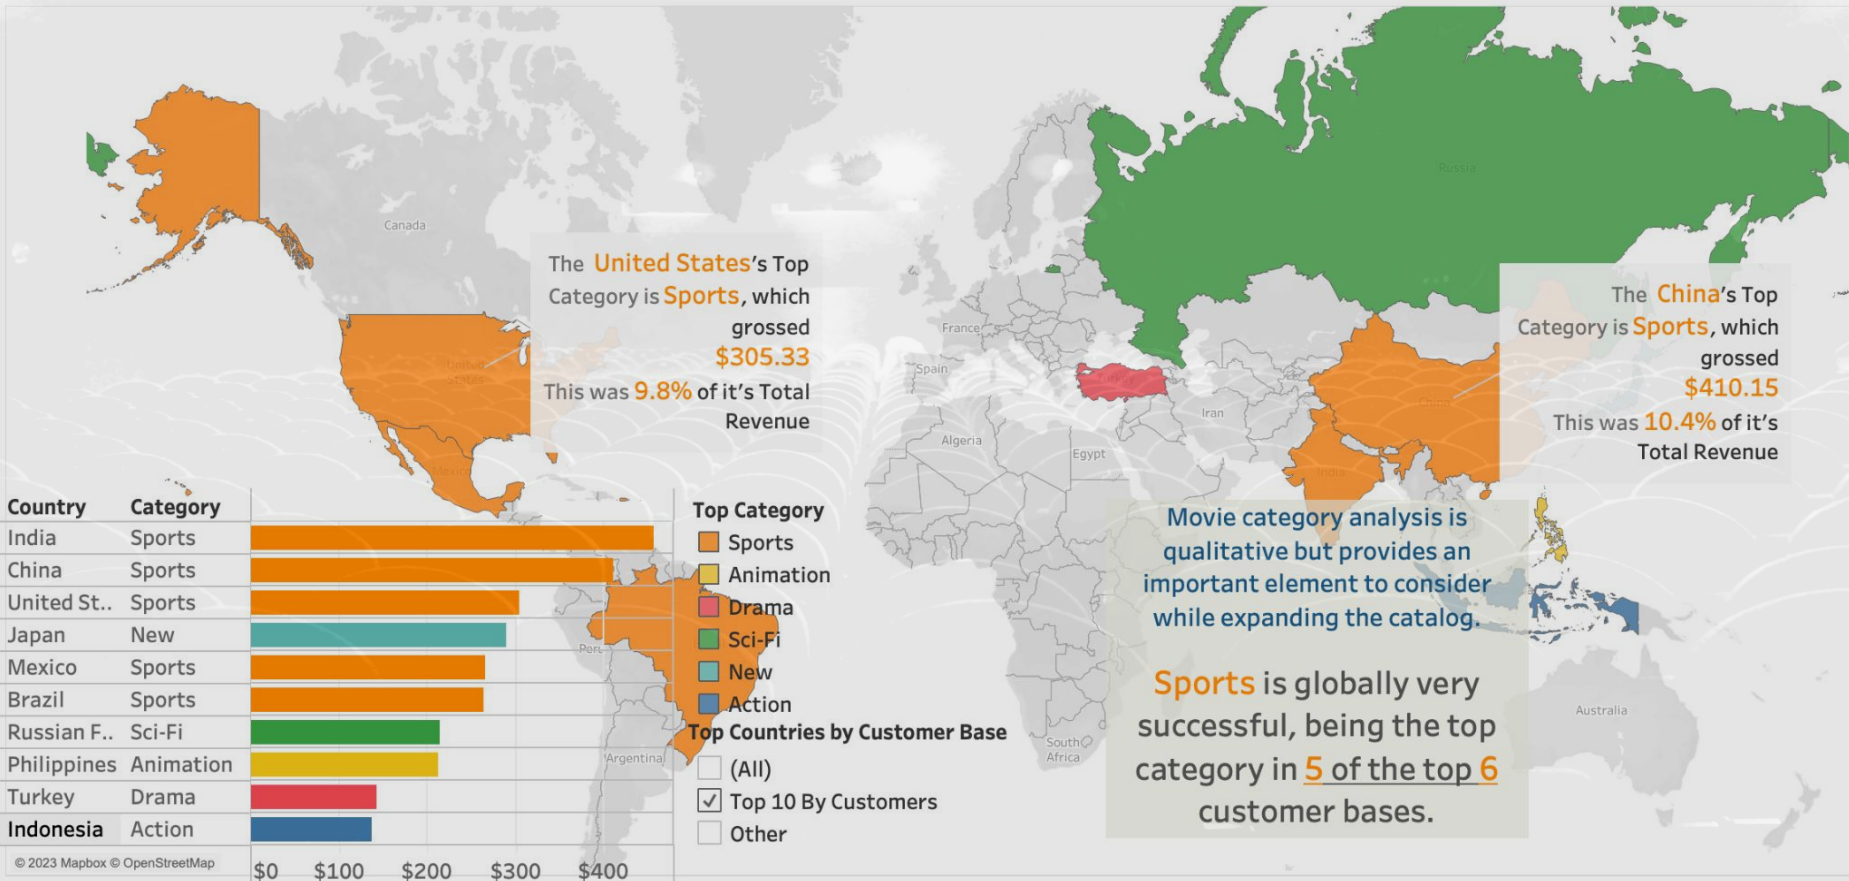 Canada
Russia
United
States
Mexico
France
Spain
Turkey
Iran
Algeria
Egypt
China
India
Peru
Argentina
South
Africa
Australia
The United States's Top
Category is Sports, which
grossed
$305.33
This was 9.8% of it's Total
Revenue
The China's Top
Category is Sports, which
grossed
$410.15
This was 10.4% of it's
Total Revenue
Country Category
India Sports
China Sports
United St.. Sports
Japan New
Mexico Sports
Brazil Sports
Russian F.. Sci-Fi
Philippines Animation
Turkey Drama
Indonesia Action
$0 $100 $200 $300 $400
© 2023 Mapbox © OpenStreetMap
Top Category
Sports
Animation
Drama
Sci-Fi
New
Action
Top Countries by Customer Base
(All)
Top 10 By Customers
Other
Movie category analysis is
qualitative but provides an
important element to consider
while expanding the catalog.
Sports is globally very
successful, being the top
category in 5 of the top 6
customer bases.